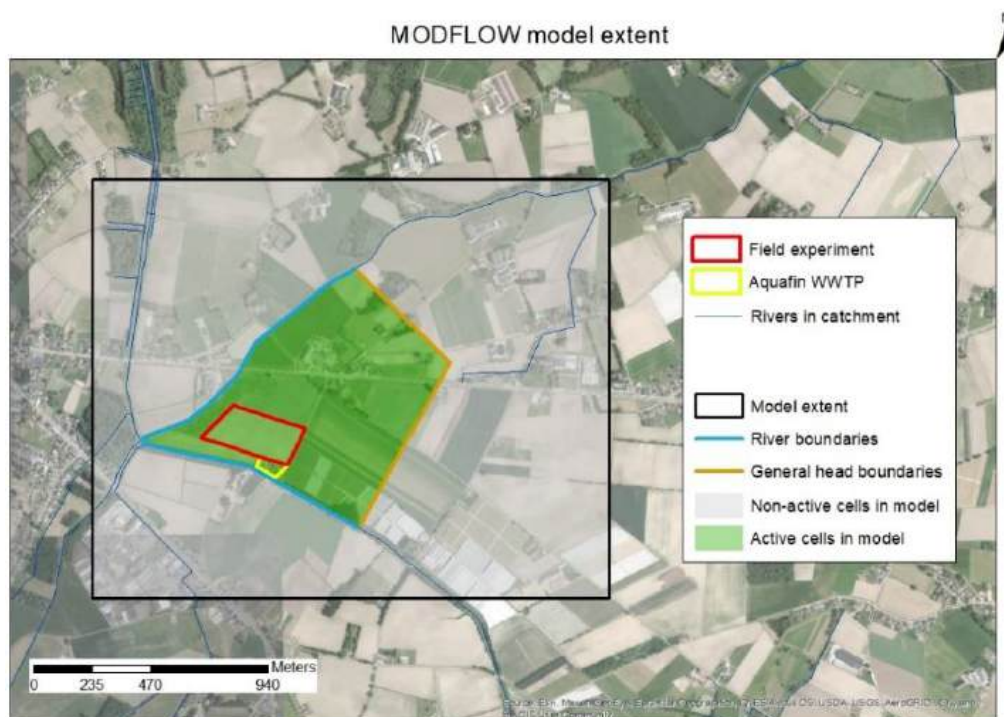 MODFLOW model extent
Field experiment
Aquafin WWTP
Rivers in catchment
Model extent
River boundaries
General head boundaries
Non-active cells in model
Active cells in model
Meters
0 235 470 940